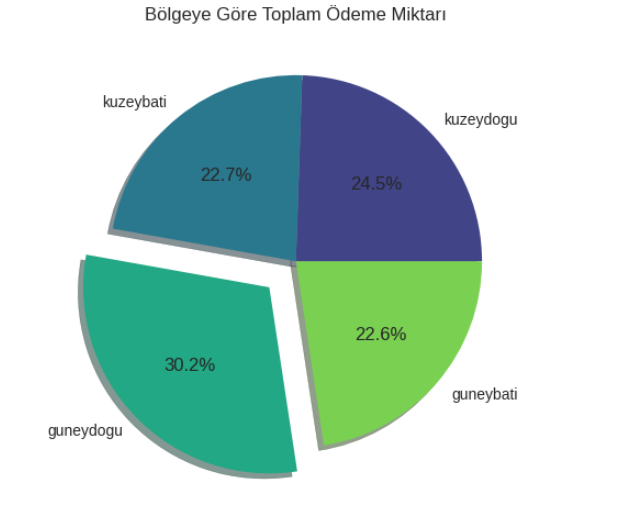 Bölgeye Göre Toplam Ödeme Miktarı
kuzeybati
kuzeydogu
22.7%
24.5%
30.2%
22.6%
guneydogu
guneybati